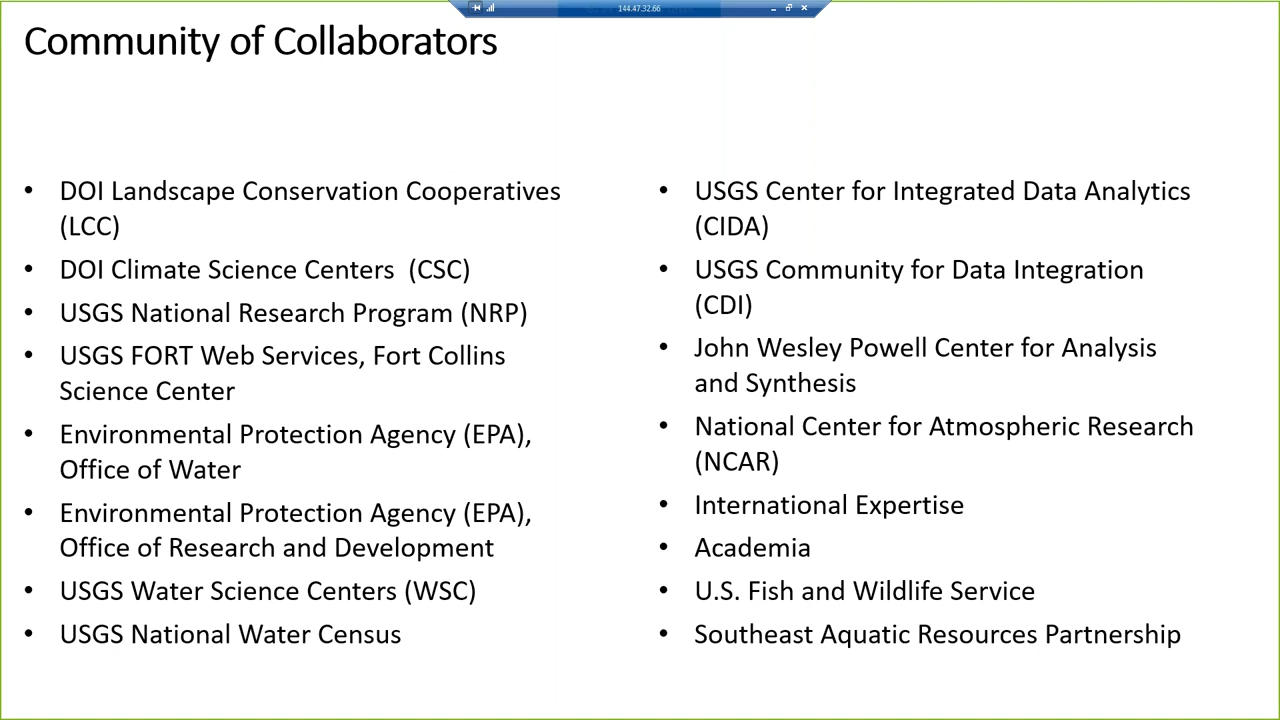 144.47.32.66
Community of Collaborators
• DOI Landscape Conservation Cooperatives
(LCC)
• DOI Climate Science Centers  (CSC)
• USGS National Research Program (NRP)
• USGS FORT Web Services, Fort Collins
Science Center
• Environmental Protection Agency (EPA),
Office of Water
• Environmental Protection Agency (EPA),
Office of Research and Development
• USGS Water Science Centers (WSC)
• USGS National Water Census
• USGS Center for Integrated Data Analytics
(CIDA)
• USGS Community for Data Integration
(CDI)
• John Wesley Powell Center for Analysis
and Synthesis
• National Center for Atmospheric Research
(NCAR)
• International Expertise
• Academia
• U.S. Fish and Wildlife Service
• Southeast Aquatic Resources Partnership